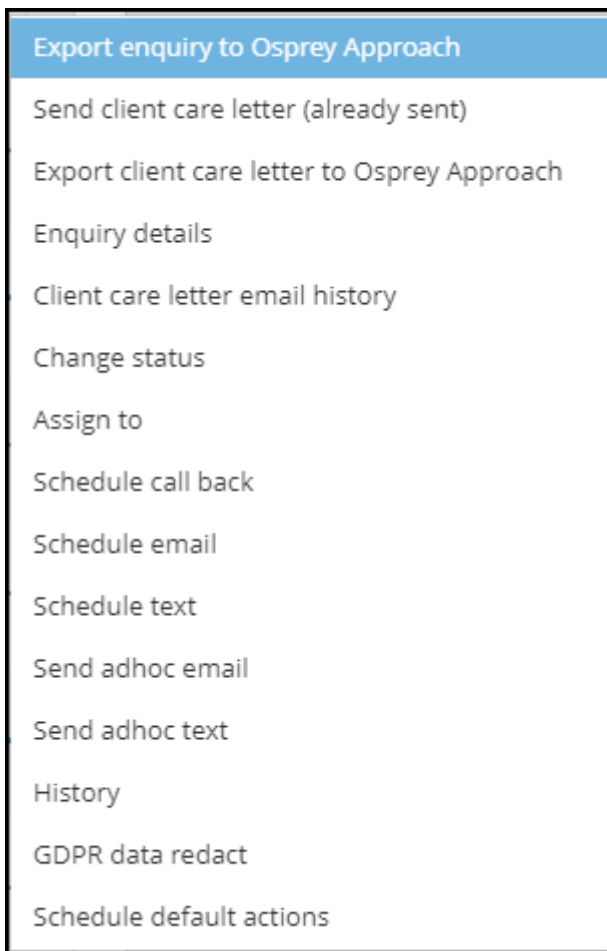 Export enquiry to Osprey Approach
Send client care letter (already sent)
Export client care letter to Osprey Approach
Enquiry details
Client care letter email history
Change status
Assign to
Schedule call back
Schedule email
Schedule text
Send adhoc email
Send adhoc text
History
GDPR data redact
Schedule default actions